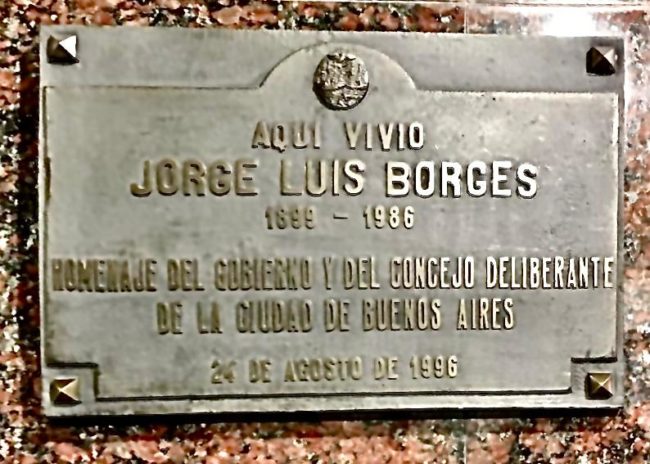 AQUI VIVIO
JORGE LUIS BORGES
1899 - 1986
HOMENAJE DEL GOBIERNO Y DEL CONCEJO DELIBERANTE
DE LA CIUDAD DE BUENOS AIRES
24 DE AGOSTO DE 1996